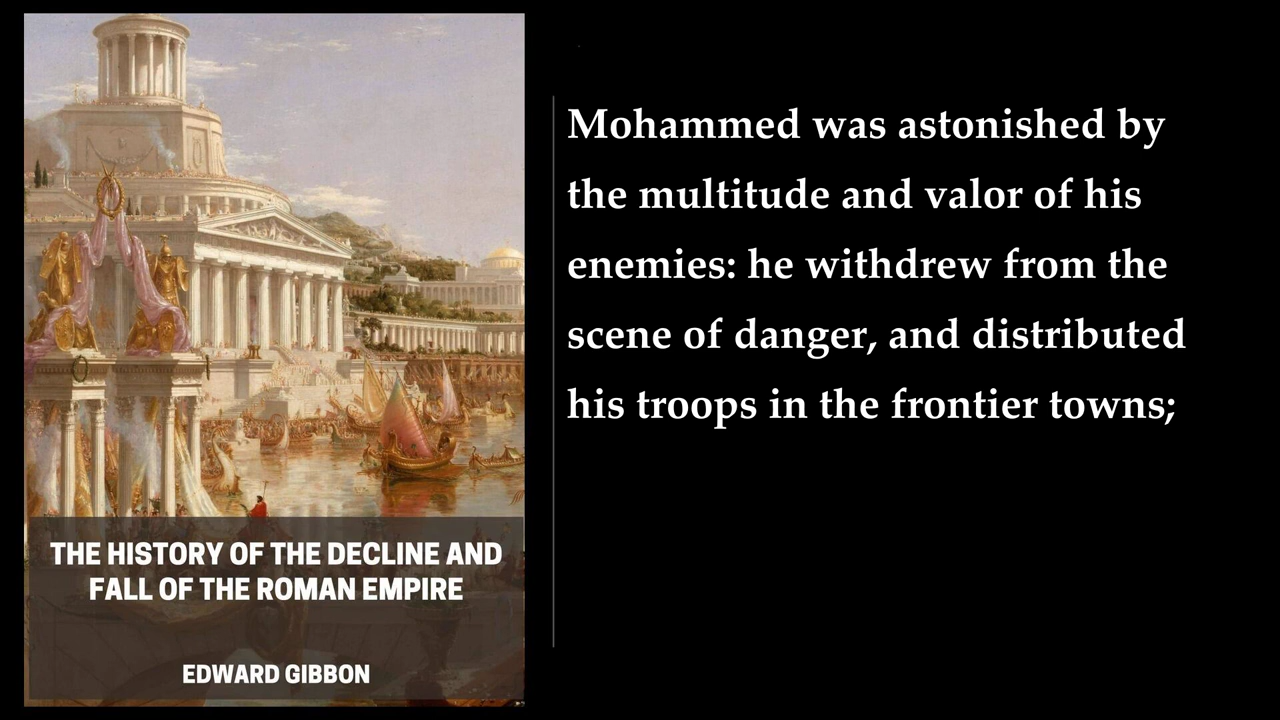 THE HISTORY OF THE DECLINE AND
FALL OF THE ROMAN EMPIRE
EDWARD GIBBON
Mohammed was astonished by
the multitude and valor of his
enemies: he withdrew from the
scene of danger, and distributed
his troops in the frontier towns;